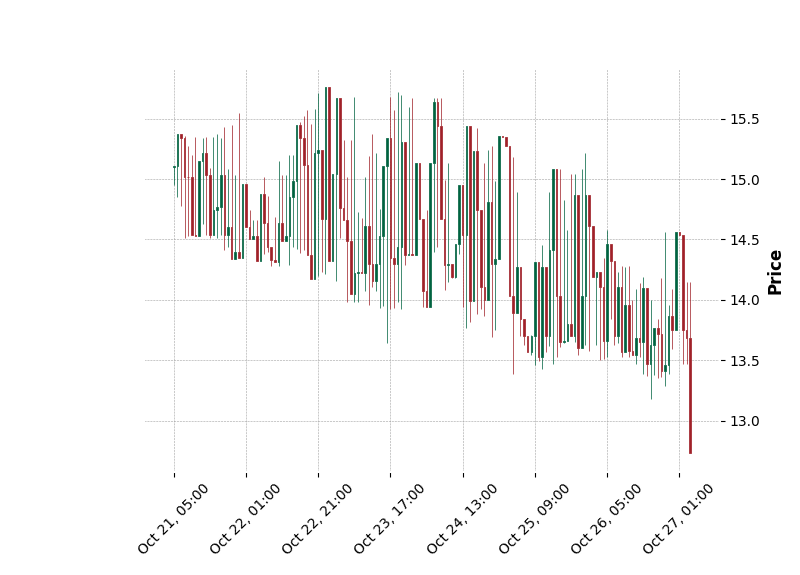 15.5
15.0
14.5
14.0
13.5
13.0
Price
Oct 21, 05:00
Oct 22, 01:00
Oct 22, 21:00
Oct 23, 17:00
Oct 24, 13:00
Oct 25, 09:00
Oct 26, 05:00
Oct 27, 01:00